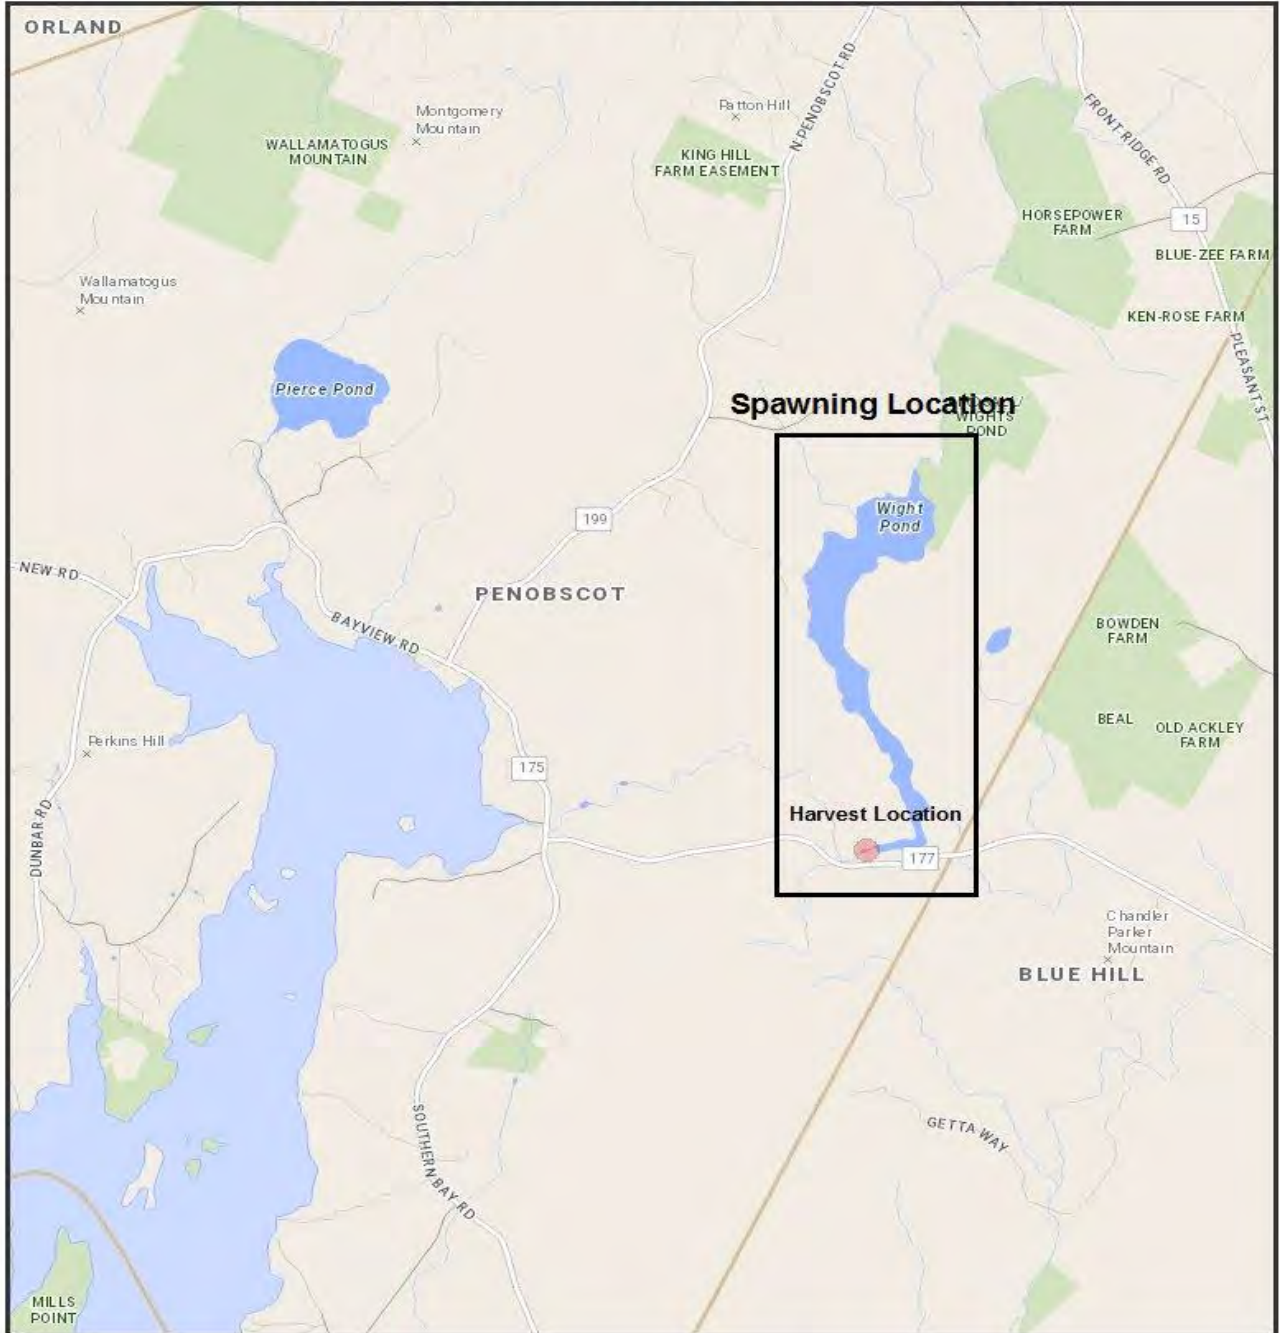 ORLAND
Montgomery
Mountain
WALLAMATOGUS
MOUNTAIN
Patton Hill
N PENOBSCOT RD
KING HILL
FARM EASEMENT
FRONT RIDGE RD
15
HORSEPOWER
FARM
BLUE-ZEE FARM
Wallamatogus
Mountain
KEN-ROSE FARM
PLEASANT ST
Pierce Pond
Spawning Location
WIGHTS
POND
Wight
Pond
199
NEW RD
PENOBSCOT
BAYVIEW RD
BOWDEN
FARM
BEAL
OLD ACKLEY
FARM
Perkins Hill
175
DUNBAR RD
Harvest Location
177
Chandler
Parker
Mountain
BLUE HILL
SOUTHERN BAY RD
GETTA WAY
MILLS
POINT